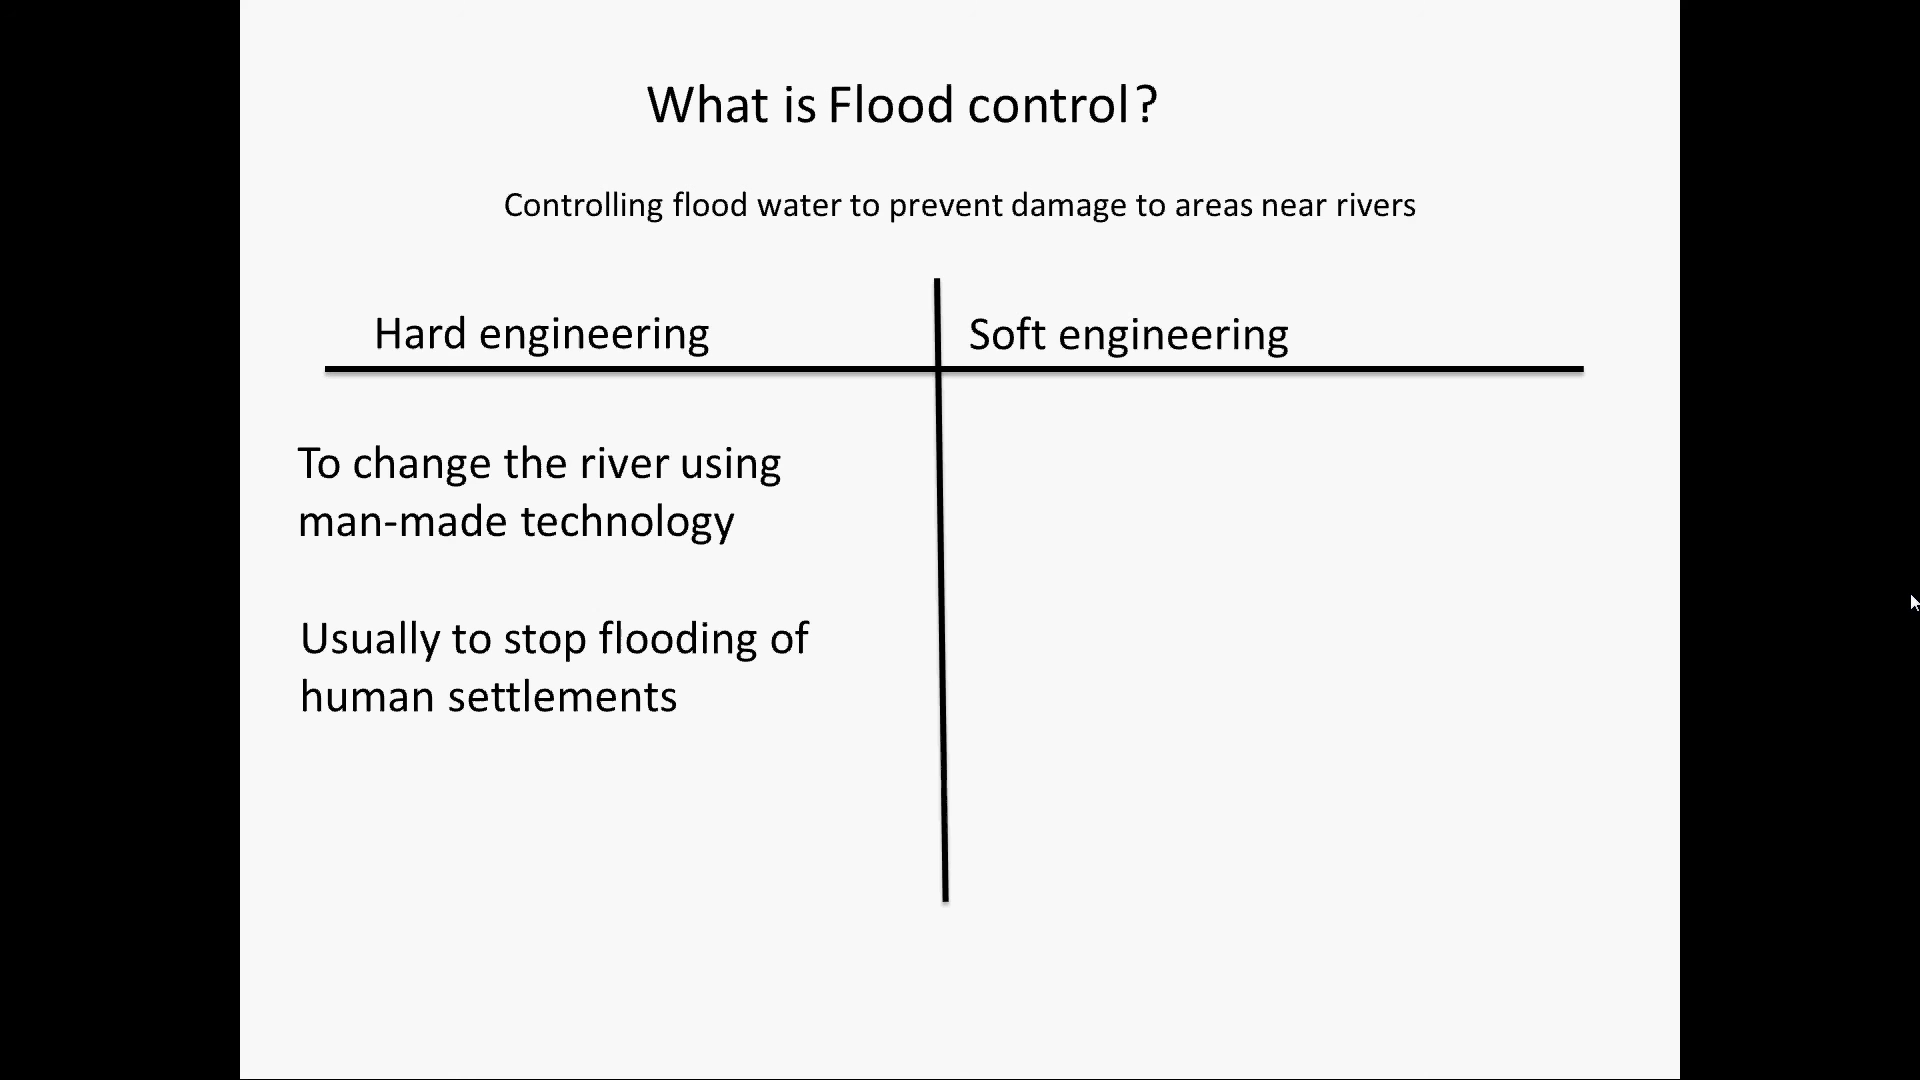 What is Flood control?
Controlling flood water to prevent damage to areas near rivers
Hard engineering
Soft engineering
To change the river using
man-made technology
Usually to stop flooding of
human settlements